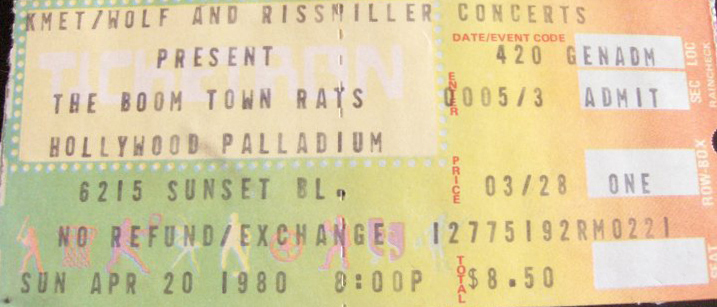 KMET/WOLF AND RISSMILLER CONCERTS
DATE/EVENT CODE
PRESENT 420 GENADM
LOC
RAINCHECK
TICKETRON
ENTER
THE BOOM TOWN RATS 0005/3 ADMIT
SEC
HOLLYWOOD PALLADIUM
PRICE
ROW-BOX
6215 SUNSET BL. 03/28 ONE
NO REFUND/EXCHANGE 12775192RM0221
SEAT
TOTAL
SUN APR 20 1980 8:00P $8.50